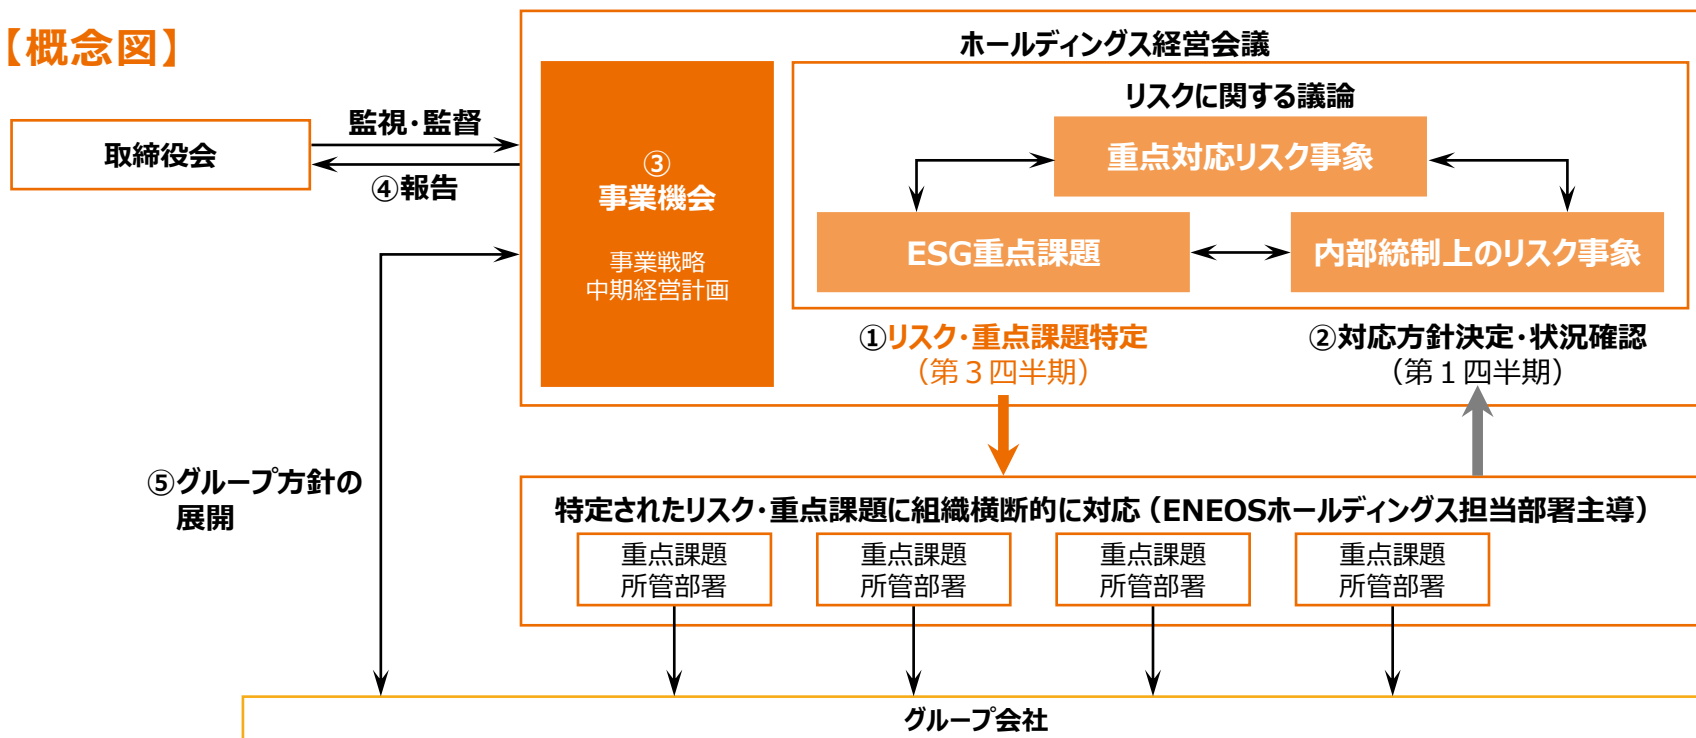 【概念図】
ホールディングス経営会議
リスクに関する議論
監視・監督
取締役会
④報告
③
事業機会
事業戦略
中期経営計画
重点対応リスク事象
ESG重点課題
内部統制上のリスク事象
①リスク・重点課題特定
（第３四半期）
②対応方針決定・状況確認
（第１四半期）
⑤グループ方針の
展開
特定されたリスク・重点課題に組織横断的に対応（ENEOSホールディングス担当部署主導）
重点課題
所管部署
重点課題
所管部署
重点課題
所管部署
重点課題
所管部署
グループ会社